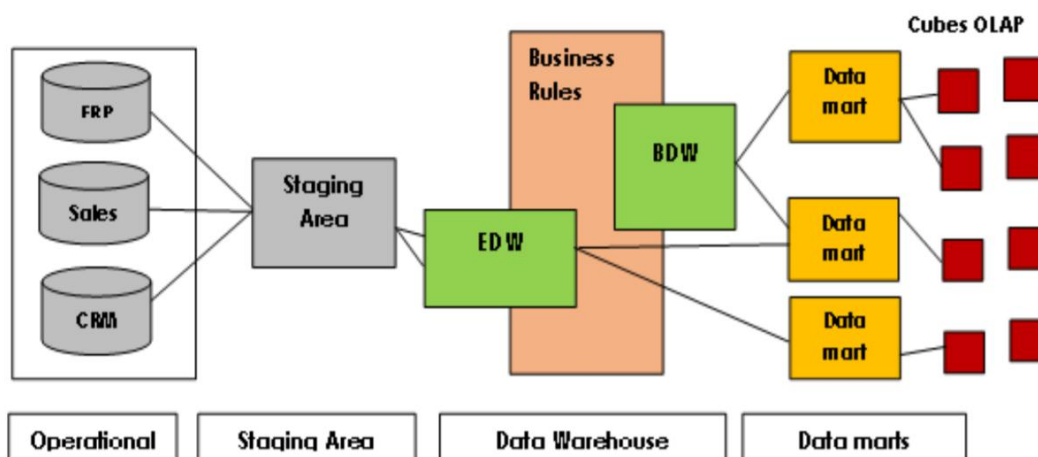 Cubes OLAP
Business
Rules
Data
mart
ERP
BDW
Staging
Area
Sales
EDW
Data
mart
CRM
Data
mart
Operational
Staging Area
Data Warehouse
Data marts